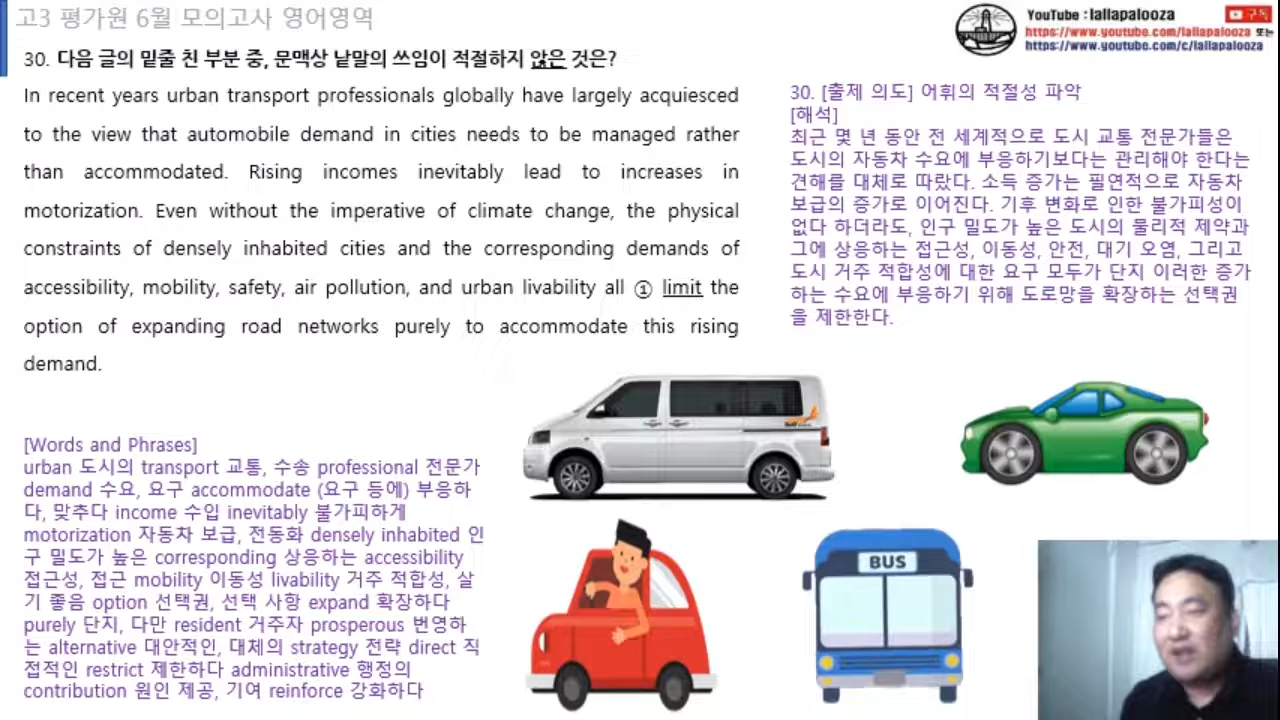 고3 평가원 6월 모의고사 영어영역
YouTube : lallapalooza
구독
https://www.youtube.com/lallapalooza 또는
https://www.youtube.com/c/lallapalooza
30. 다음 글의 밑줄 친 부분 중, 문맥상 낱말의 쓰임이 적절하지 않은 것은?
In recent years urban transport professionals globally have largely acquiesced
to the view that automobile demand in cities needs to be managed rather
than accommodated. Rising incomes inevitably lead to increases in
motorization. Even without the imperative of climate change, the physical
constraints of densely inhabited cities and the corresponding demands of
accessibility, mobility, safety, air pollution, and urban livability all ① limit the
option of expanding road networks purely to accommodate this rising
demand.
30. [출제 의도] 어휘의 적절성 파악
[해석]
최근 몇 년 동안 전 세계적으로 도시 교통 전문가들은
도시의 자동차 수요에 부응하기보다는 관리해야 한다는
견해를 대체로 따랐다. 소득 증가는 필연적으로 자동차
보급의 증가로 이어진다. 기후 변화로 인한 불가피성이
없다 하더라도, 인구 밀도가 높은 도시의 물리적 제약과
그에 상응하는 접근성, 이동성, 안전, 대기 오염, 그리고
도시 거주 적합성에 대한 요구 모두가 단지 이러한 증가
하는 수요에 부응하기 위해 도로망을 확장하는 선택권
을 제한한다.
[Words and Phrases]
urban 도시의 transport 교통, 수송 professional 전문가
demand 수요, 요구 accommodate (요구 등에) 부응하
다, 맞추다 income 수입 inevitably 불가피하게
motorization 자동차 보급, 전동화 densely inhabited 인
구 밀도가 높은 corresponding 상응하는 accessibility
접근성, 접근 mobility 이동성 livability 거주 적합성, 살
기 좋음 option 선택권, 선택 사항 expand 확장하다
purely 단지, 다만 resident 거주자 prosperous 번영하
는 alternative 대안적인, 대체의 strategy 전략 direct 직
접적인 restrict 제한하다 administrative 행정의
contribution 원인 제공, 기여 reinforce 강화하다
BUS